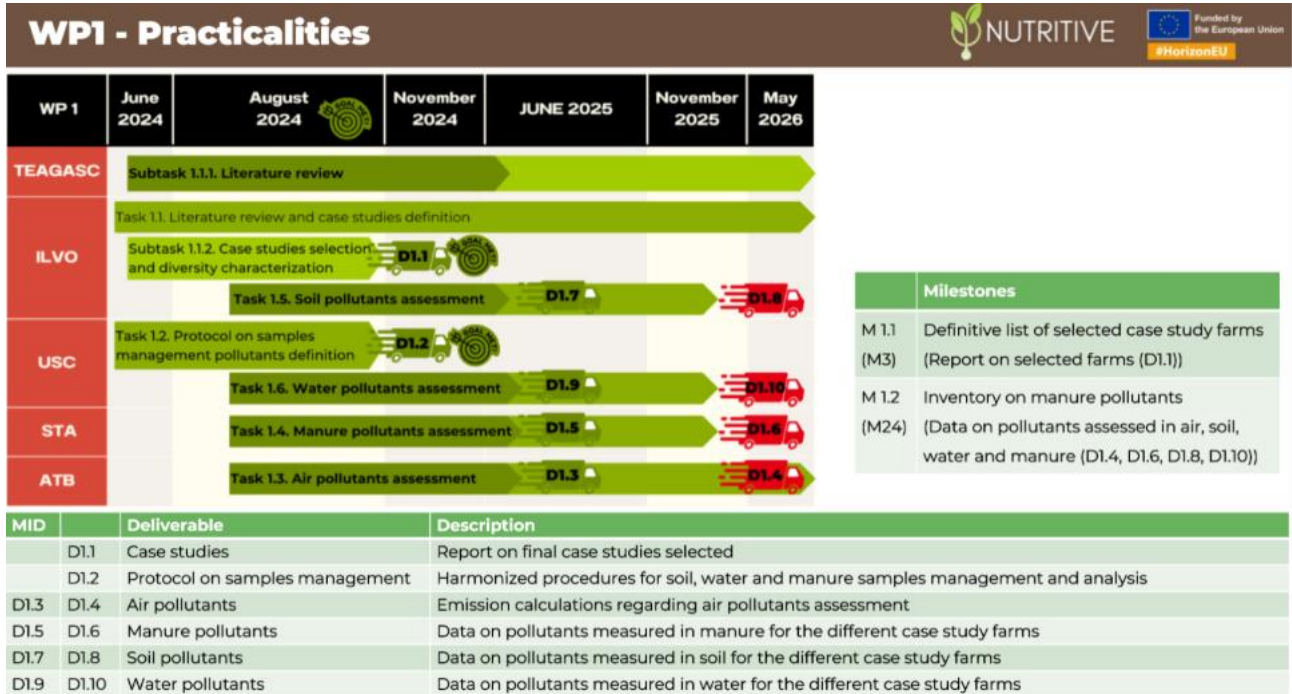 WP1 - Practicalities
NUTRITIVE
Funded by
the European Union
#HorizonEU
WP 1
June
2024
August
2024
GOAL MET!
November
2024
JUNE 2025
November
2025
May
2026
TEAGASC
Subtask 1.1.1. Literature review
ILVO
Task 1.1. Literature review and case studies definition
Subtask 1.1.2. Case studies selection
and diversity characterization
D1.1
GOAL MET!
Task 1.5. Soil pollutants assessment
D1.7
D1.8
USC
Task 1.2. Protocol on samples
management pollutants definition
D1.2
GOAL MET!
Task 1.6. Water pollutants assessment
D1.9
D1.10
STA
Task 1.4. Manure pollutants assessment
D1.5
D1.6
ATB
Task 1.3. Air pollutants assessment
D1.3
D1.4
Milestones
M 1.1 Definitive list of selected case study farms
(M3) (Report on selected farms (D1.1))
M 1.2 Inventory on manure pollutants
(M24) (Data on pollutants assessed in air, soil,
water and manure (D1.4, D1.6, D1.8, D1.10))
MID Deliverable Description
D1.1 Case studies Report on final case studies selected
D1.2 Protocol on samples management Harmonized procedures for soil, water and manure samples management and analysis
D1.3 D1.4 Air pollutants Emission calculations regarding air pollutants assessment
D1.5 D1.6 Manure pollutants Data on pollutants measured in manure for the different case study farms
D1.7 D1.8 Soil pollutants Data on pollutants measured in soil for the different case study farms
D1.9 D1.10 Water pollutants Data on pollutants measured in water for the different case study farms